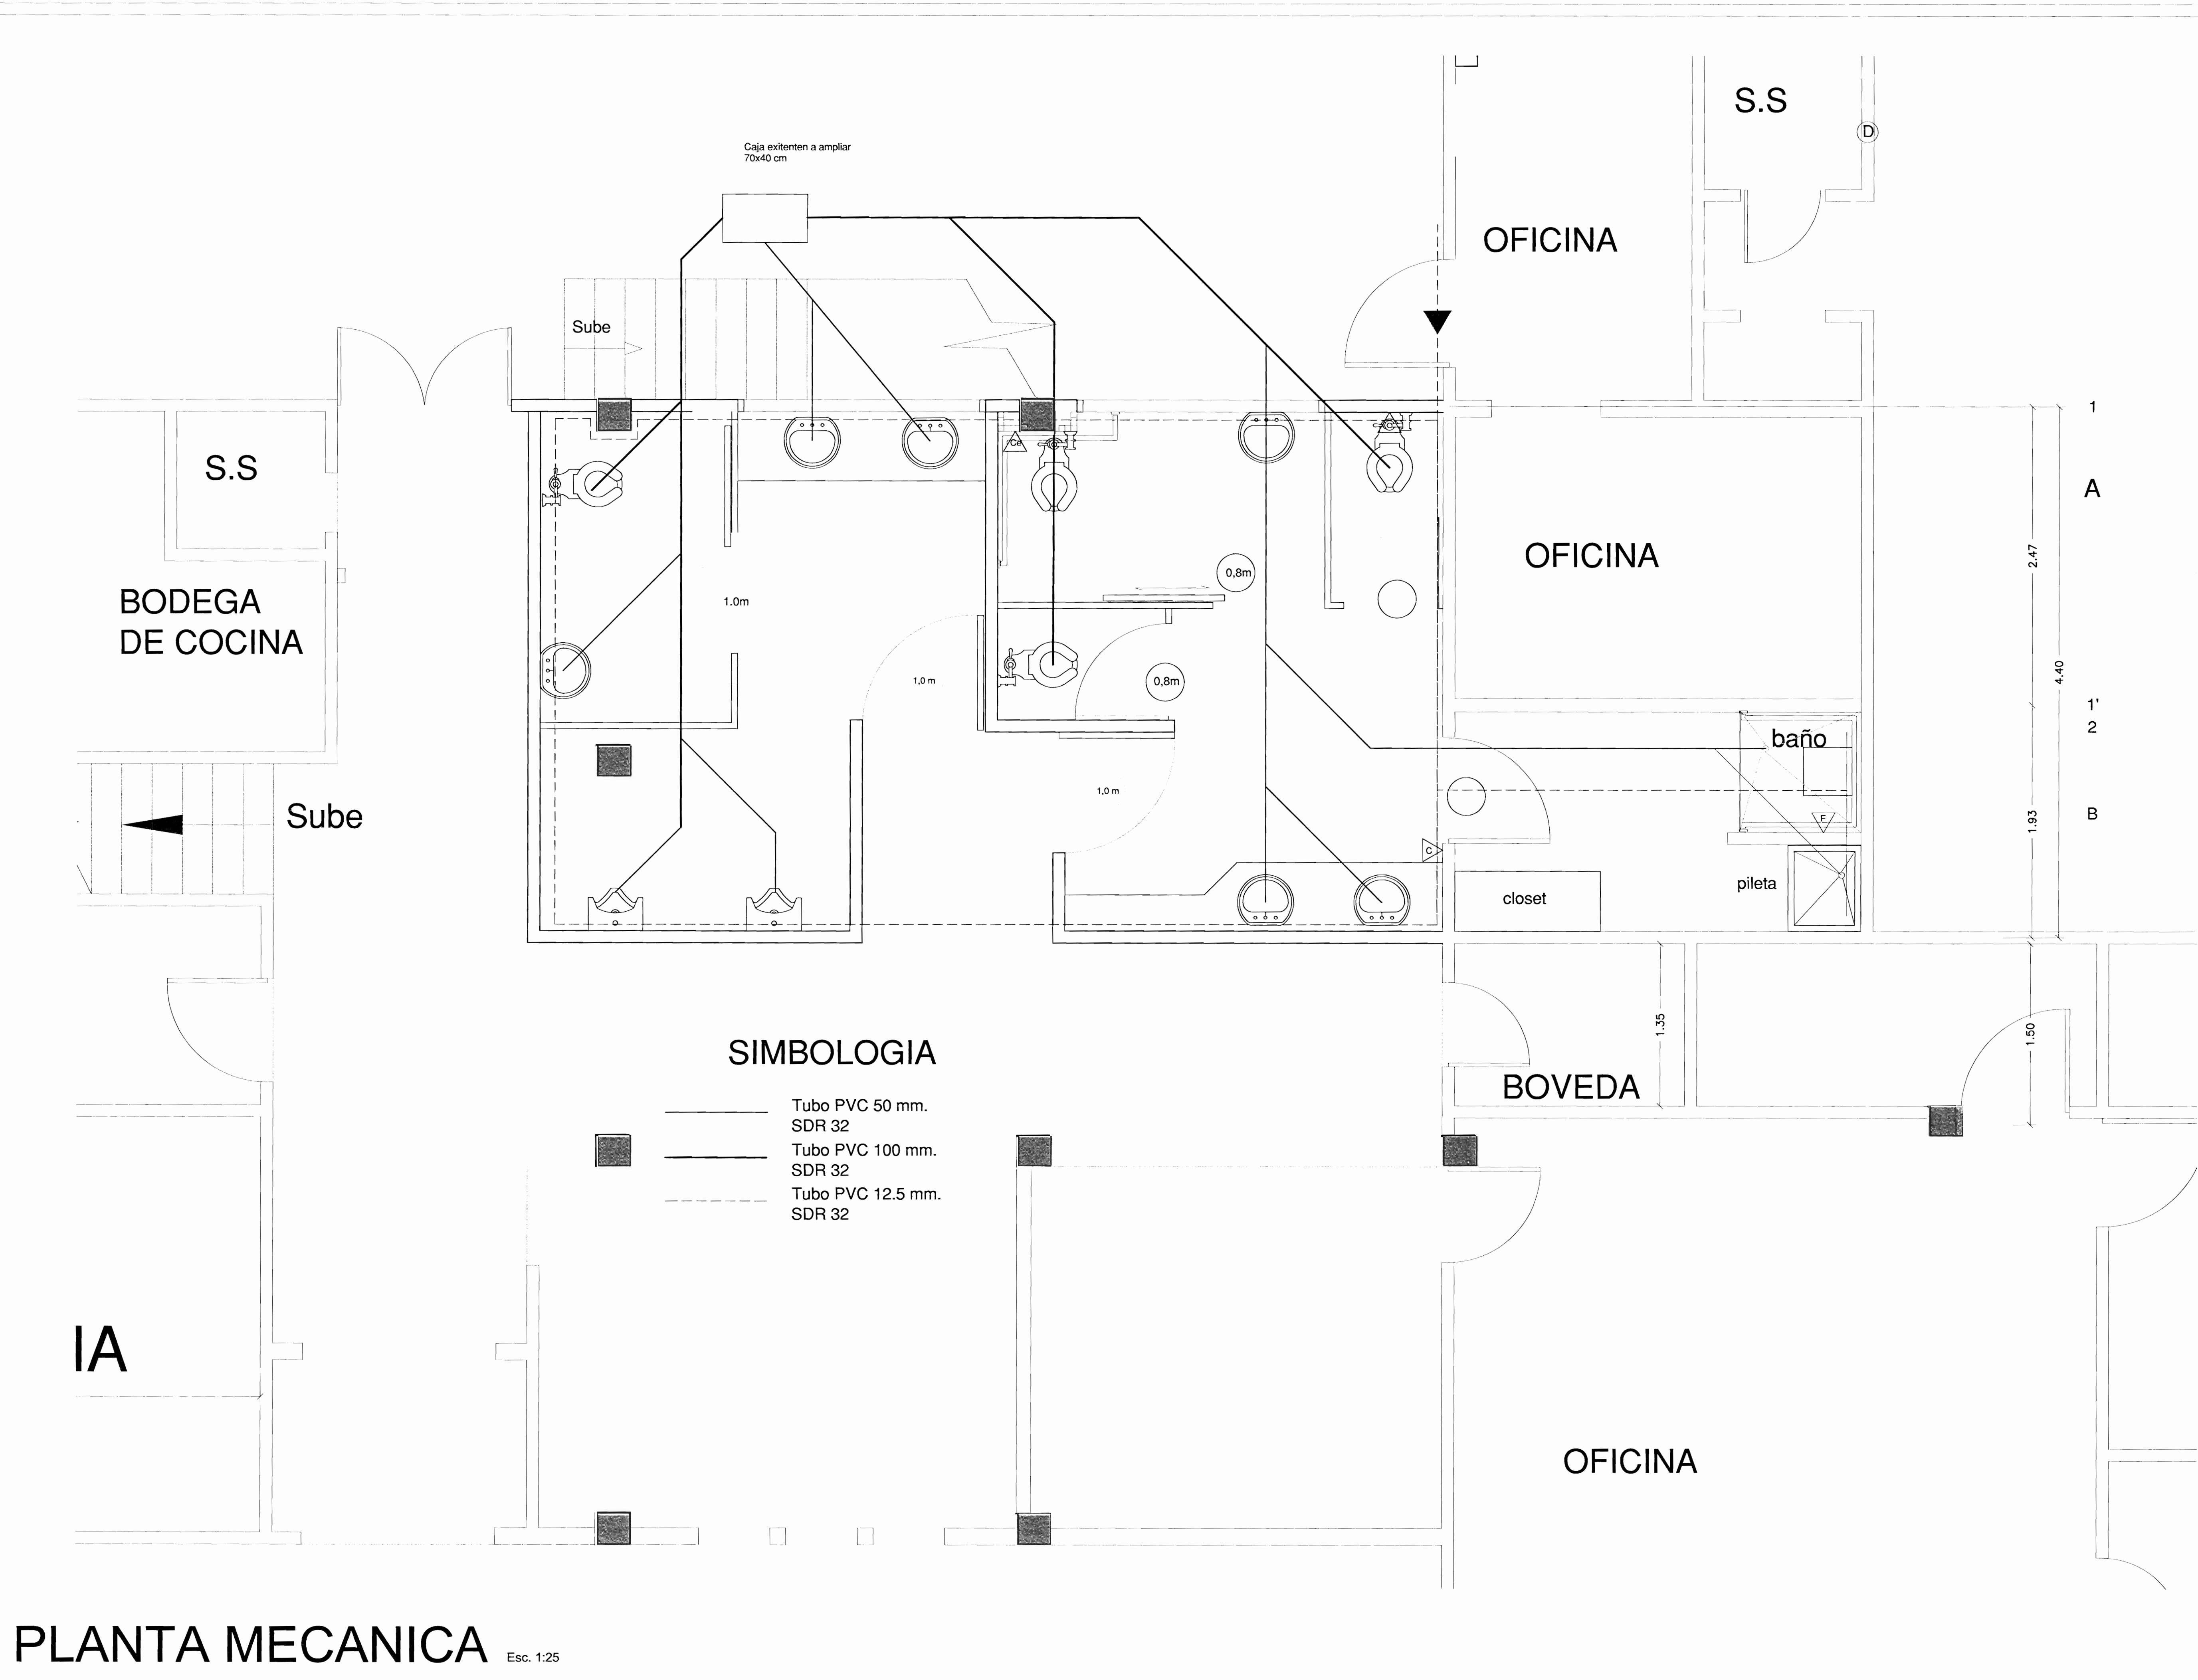 S.S
D
Caja exitenten a ampliar
70x40 cm
OFICINA
Sube
1
S.S
Ce
A
OFICINA
2.47
0,8m
BODEGA
DE COCINA
1.0m
1,0 m
0,8m
4.40
1'
2
baño
1,0 m
Sube
F
1.93
B
C
pileta
closet
1.35
1.50
SIMBOLOGIA
BOVEDA
Tubo PVC 50 mm.
SDR 32
Tubo PVC 100 mm.
SDR 32
Tubo PVC 12.5 mm.
SDR 32
IA
OFICINA
PLANTA MECANICA Esc. 1:25